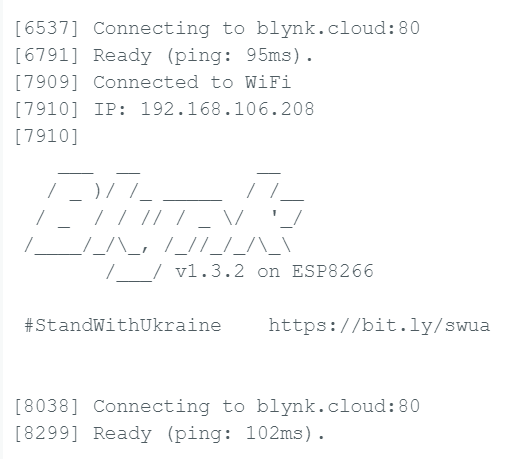 [6537] Connecting to blynk.cloud:80
[6791] Ready (ping: 95ms).
[7909] Connected to WiFi
[7910] IP: 192.168.106.208
[7910]
    ___  __          __
   / _ )/ /_ _____  / /__
  / _  / / // / _ \/  '_/
 /____/_/\_, /_//_/_/\_\
        /___/ v1.3.2 on ESP8266
 #StandWithUkraine    https://bit.ly/swua
[8038] Connecting to blynk.cloud:80
[8299] Ready (ping: 102ms).